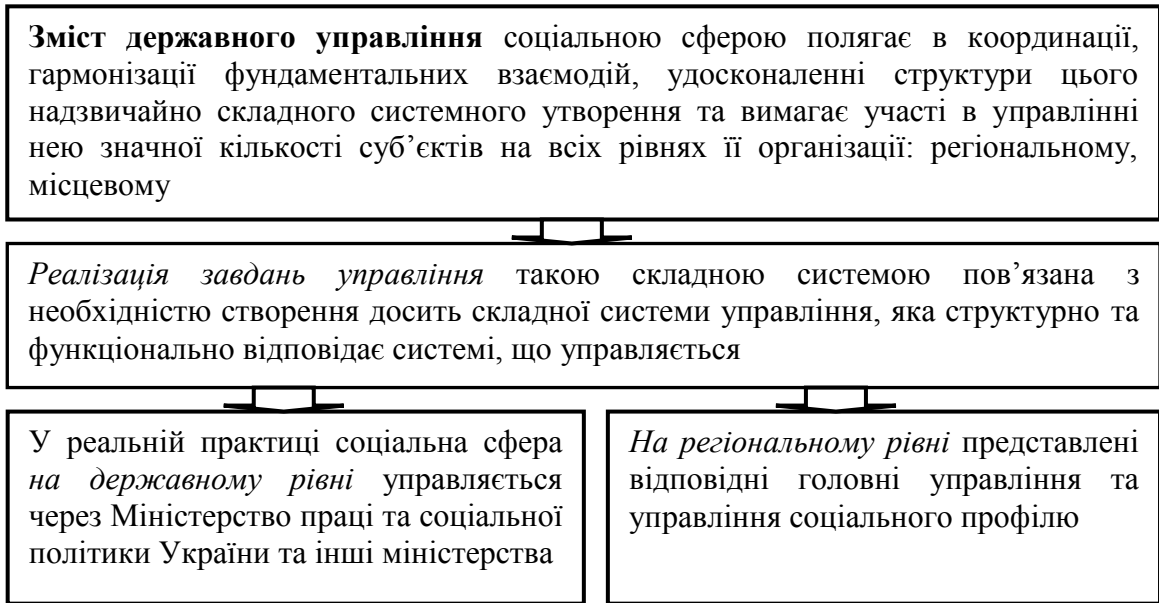 Зміст державного управління соціальною сферою полягає в координації,
гармонізації фундаментальних взаємодій, удосконаленні структури цього
надзвичайно складного системного утворення та вимагає участі в управлінні
нею значної кількості суб’єктів на всіх рівнях її організації: регіональному,
місцевому
Реалізація завдань управління такою складною системою пов’язана з
необхідністю створення досить складної системи управління, яка структурно та
функціонально відповідає системі, що управляється
У реальній практиці соціальна сфера
на державному рівні управляється
через Міністерство праці та соціальної
політики України та інші міністерства
На регіональному рівні представлені
відповідні головні управління та
управління соціального профілю